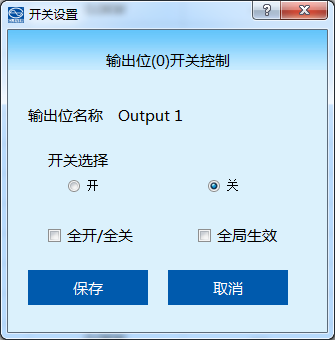 开关设置
输出位(0)开关控制
输出位名称 Output 1
开关选择
开 关
全开/全关 全局生效
保存 取消